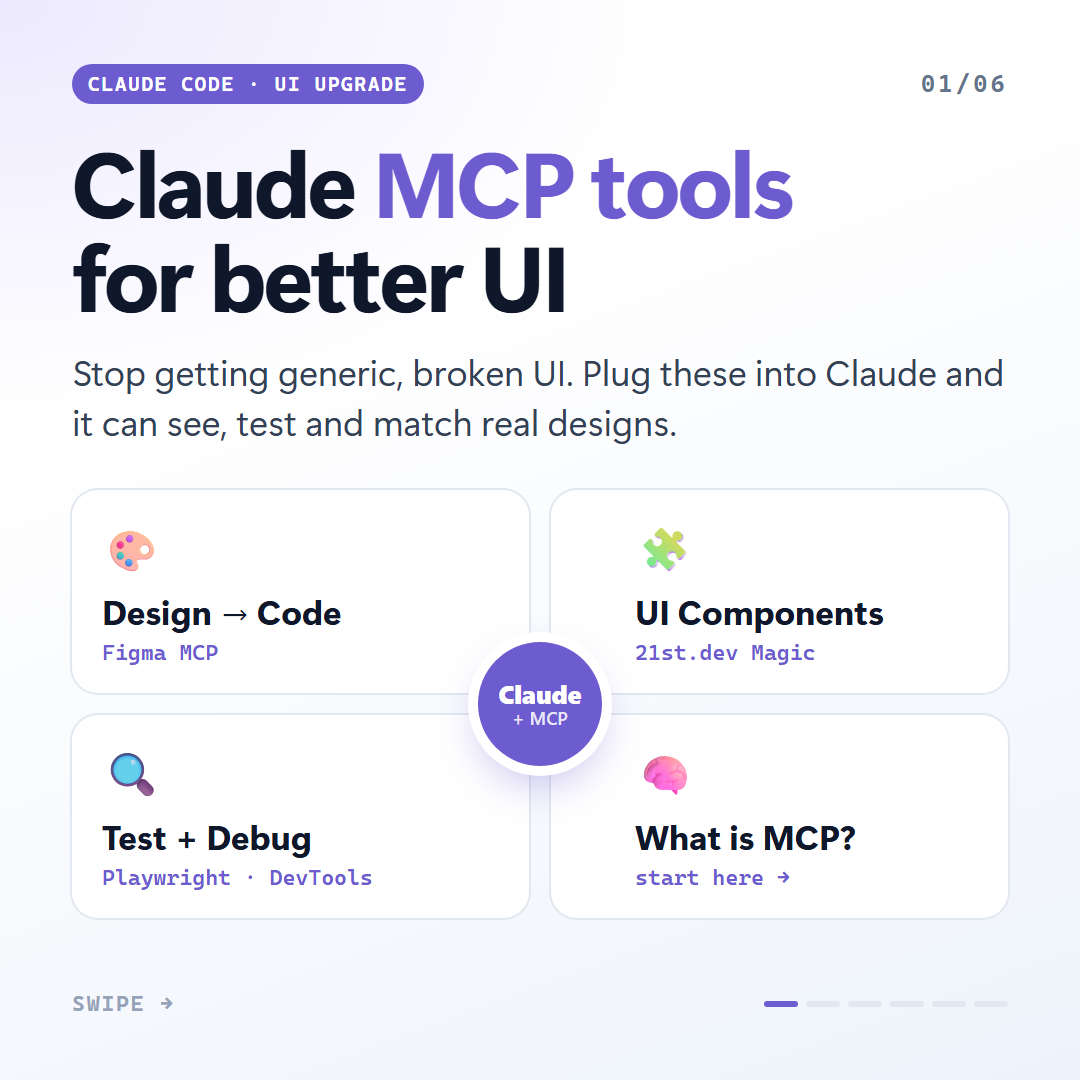 CLAUDE CODE · UI UPGRADE
01/06
Claude MCP tools
for better UI
Stop getting generic, broken UI. Plug these into Claude and
it can see, test and match real designs.
Design → Code
Figma MCP
UI Components
21st.dev Magic
Claude
+ MCP
Test + Debug
Playwright · DevTools
What is MCP?
start here →
SWIPE →